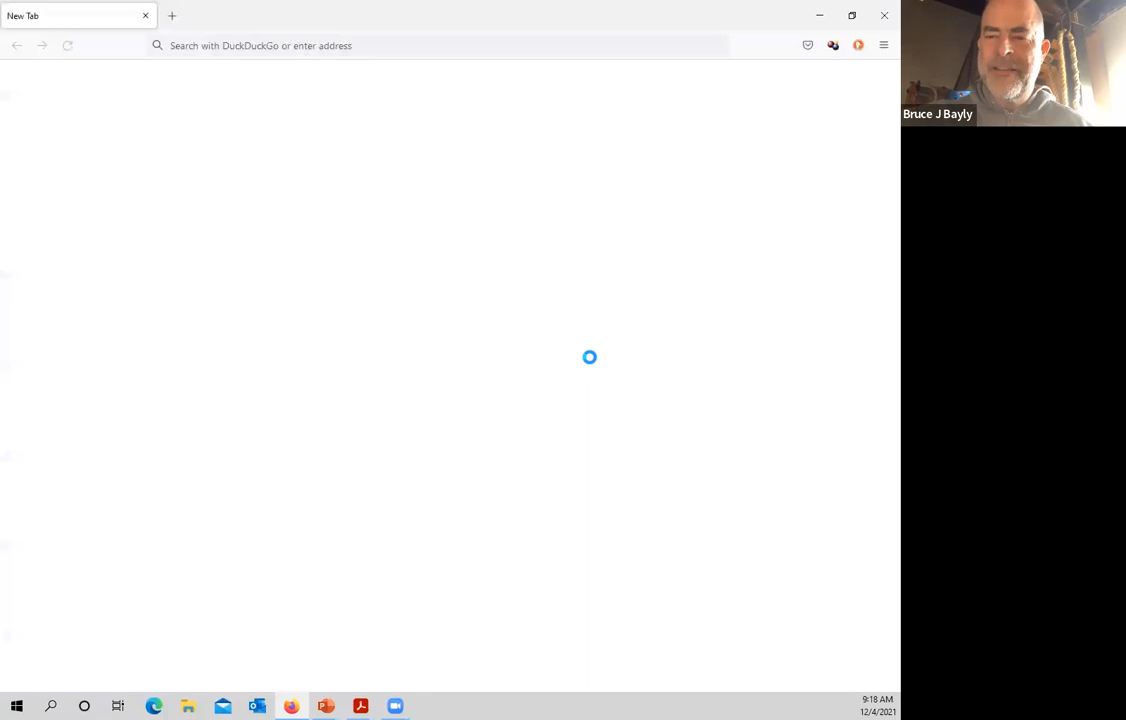 New Tab
Search with DuckDuckGo or enter address
Bruce J Bayly
9:18 AM
12/4/2021